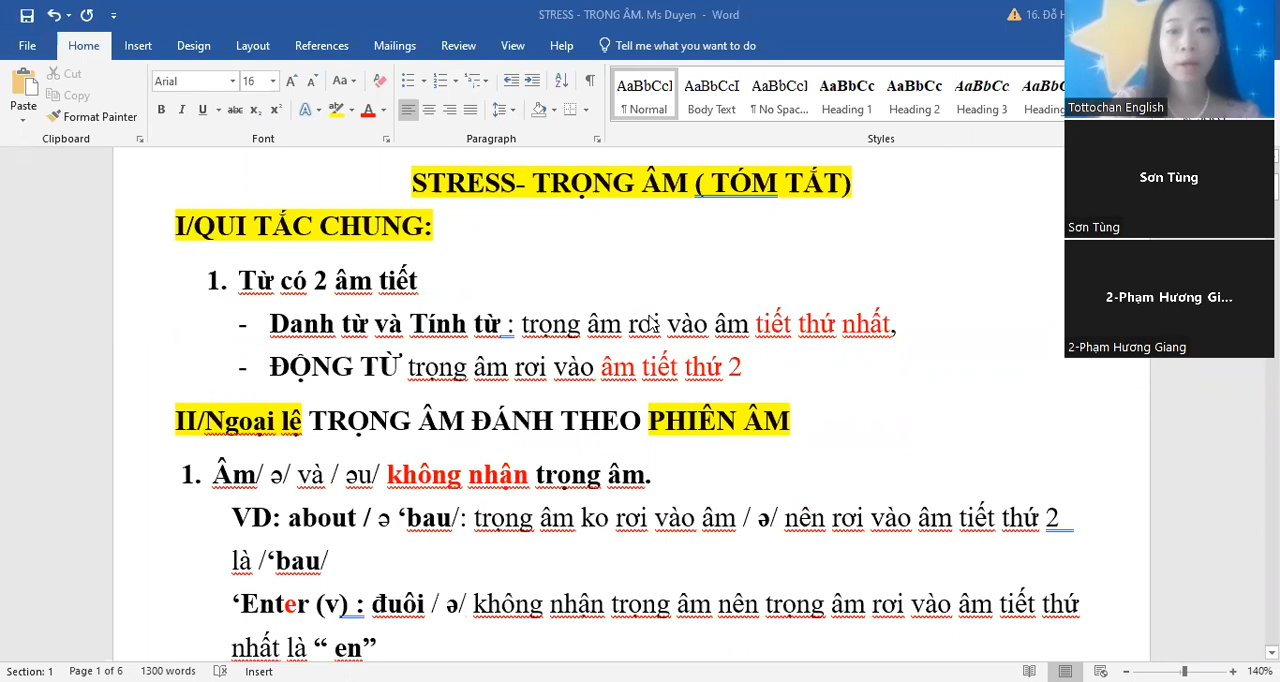 STRESS - TRỌNG ÂM. Ms Duyen - Word
16. Đỗ H
File Home Insert Design Layout References Mailings Review View Help Tell me what you want to do
Paste
Cut
Copy
Format Painter
Arial 16
AaBbCcI AaBbCcI AaBbCcI AaBbCc AaBbCc AaBbCc AaBb
¶ Normal Body Text ¶ No Spac... Heading 1 Heading 2 Heading 3 Heading
Clipboard Font Paragraph Styles
Tottochan English
Sơn Tùng
Sơn Tùng
2-Phạm Hương Gi...
2-Phạm Hương Giang
STRESS- TRỌNG ÂM ( TÓM TẮT)
I/QUI TẮC CHUNG:
1. Từ có 2 âm tiết
- Danh từ và Tính từ : trọng âm rơi vào âm tiết thứ nhất,
- ĐỘNG TỪ trọng âm rơi vào âm tiết thứ 2
II/Ngoại lệ TRỌNG ÂM ĐÁNH THEO PHIÊN ÂM
1. Âm/ ə/ và / əu/ không nhận trọng âm.
VD: about / ə ‘bau/: trọng âm ko rơi vào âm / ə/ nên rơi vào âm tiết thứ 2
là /‘bau/
‘Enter (v) : đuôi / ə/ không nhận trọng âm nên trọng âm rơi vào âm tiết thứ
nhất là “ en”
Section: 1 Page 1 of 6 1300 words Insert 140%